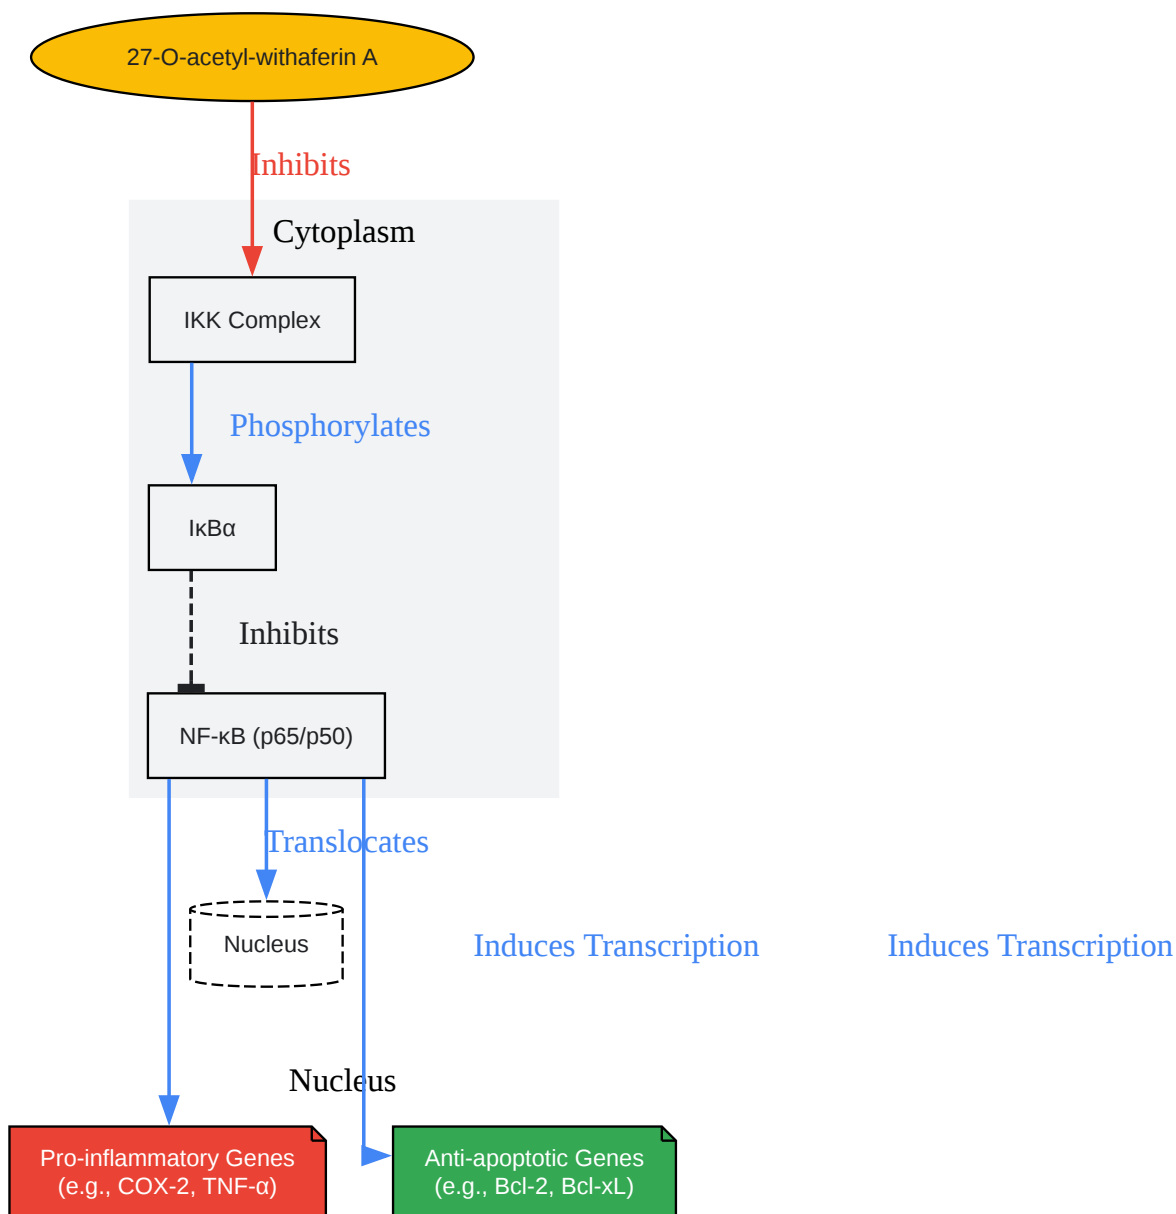 27-O-acetyl-withaferin A
Inhibits
Cytoplasm
IKK Complex
Phosphorylates
IκBα
Inhibits
NF-κB (p65/p50)
Translocates
Nucleus
Induces Transcription
Induces Transcription
Nucleus
Pro-inflammatory Genes
(e.g., COX-2, TNF-α)
Anti-apoptotic Genes
(e.g., Bcl-2, Bcl-xL)